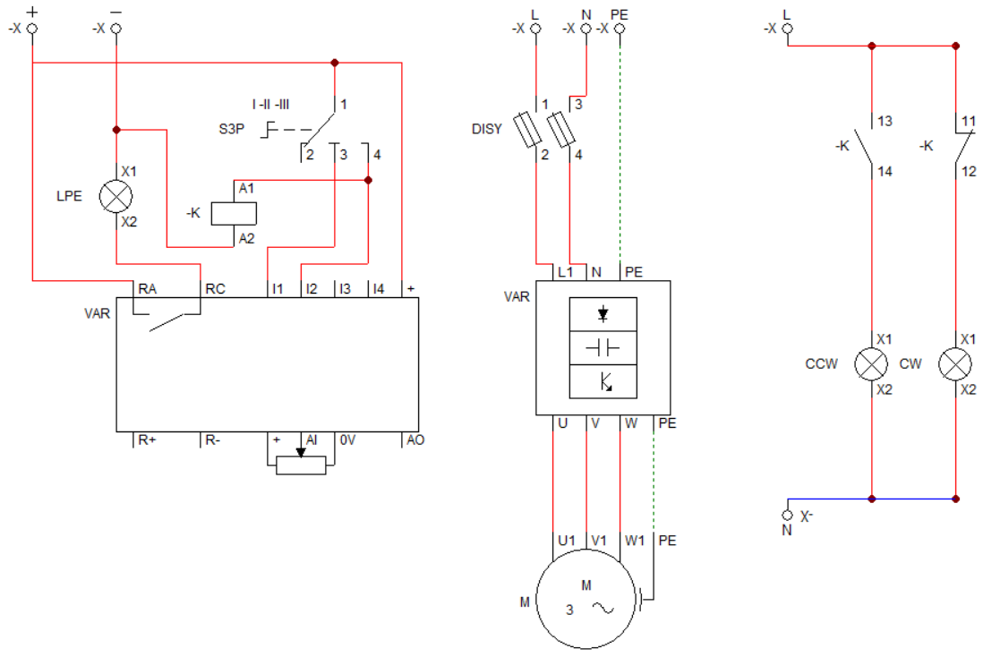 + − L N PE L
-X -X -X -X -X -X
I -II -III 1 1 3
S3P DISY 13 11
-K -K
2 3 4 2 4 14 12
X1 A1
LPE -K
X2 A2
L1 N PE
RA RC I1 I2 I3 I4 +
VAR VAR
X1 X1
CCW CW
X2 X2
U V W PE
R+ R- + AI 0V AO
X-
N
U1 V1 W1 PE
M
M 3